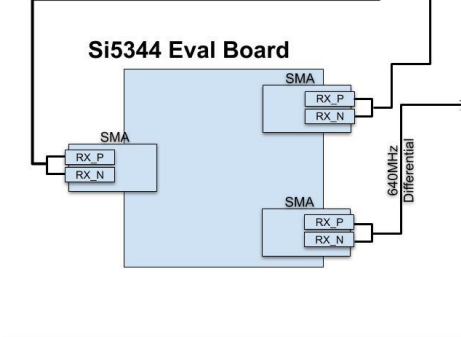 Si5344 Eval Board
SMA
RX_P
RX_N
SMA
RX_P
RX_N
SMA
RX_P
RX_N
640MHz
Differential